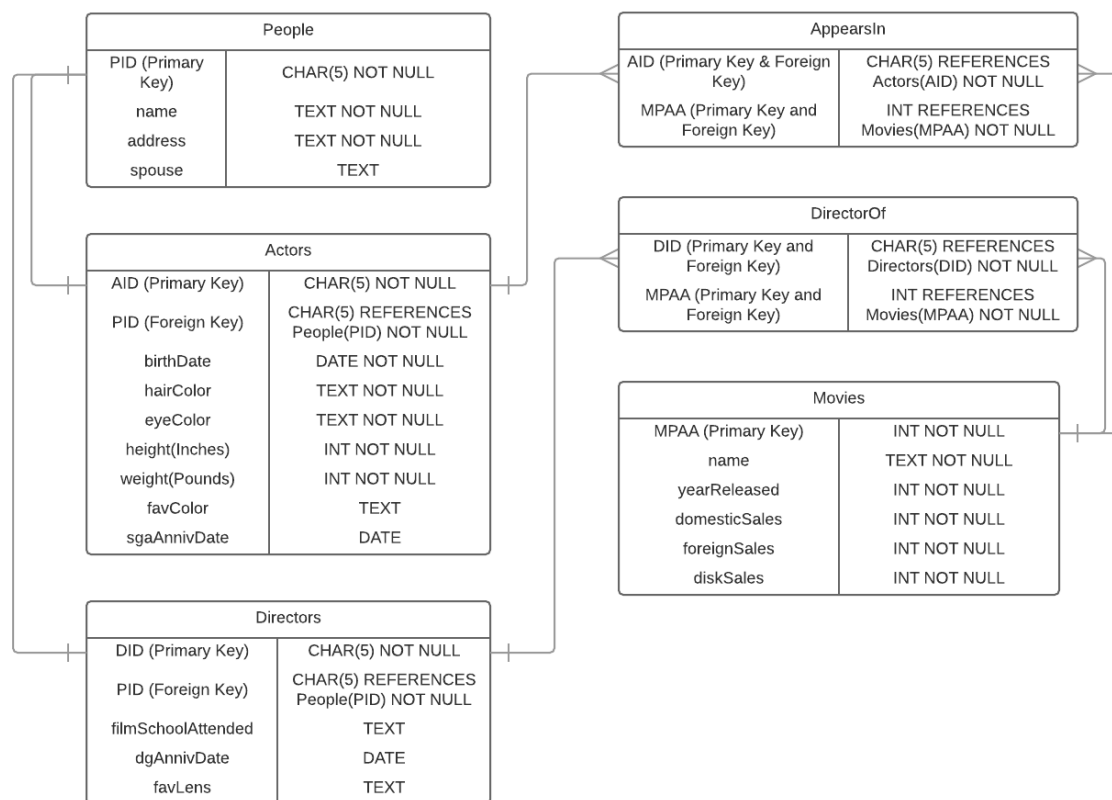 People
PID (Primary
Key)
CHAR(5) NOT NULL
name
TEXT NOT NULL
address
TEXT NOT NULL
spouse
TEXT
Actors
AID (Primary Key)
CHAR(5) NOT NULL
PID (Foreign Key)
CHAR(5) REFERENCES
People(PID) NOT NULL
birthDate
DATE NOT NULL
hairColor
TEXT NOT NULL
eyeColor
TEXT NOT NULL
height(Inches)
INT NOT NULL
weight(Pounds)
INT NOT NULL
favColor
TEXT
sgaAnnivDate
DATE
Directors
DID (Primary Key)
CHAR(5) NOT NULL
PID (Foreign Key)
CHAR(5) REFERENCES
People(PID) NOT NULL
filmSchoolAttended
TEXT
dgAnnivDate
DATE
favLens
TEXT
AppearsIn
AID (Primary Key & Foreign
Key)
CHAR(5) REFERENCES
Actors(AID) NOT NULL
MPAA (Primary Key and
Foreign Key)
INT REFERENCES
Movies(MPAA) NOT NULL
DirectorOf
DID (Primary Key and
Foreign Key)
CHAR(5) REFERENCES
Directors(DID) NOT NULL
MPAA (Primary Key and
Foreign Key)
INT REFERENCES
Movies(MPAA) NOT NULL
Movies
MPAA (Primary Key)
INT NOT NULL
name
TEXT NOT NULL
yearReleased
INT NOT NULL
domesticSales
INT NOT NULL
foreignSales
INT NOT NULL
diskSales
INT NOT NULL